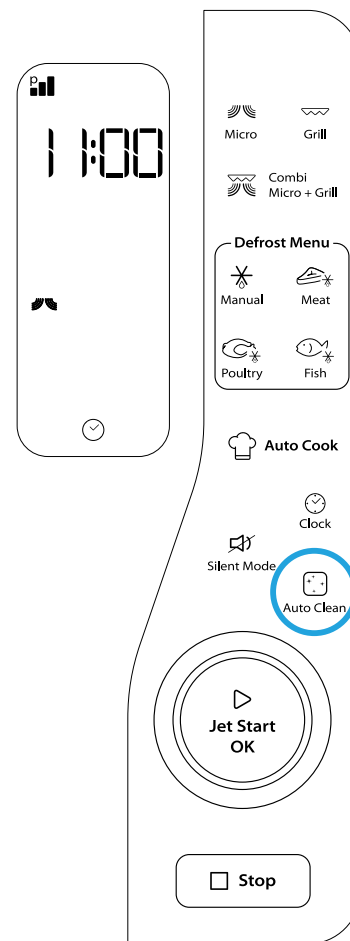 P
11:00
Micro Grill
Combi
Micro + Grill
Defrost Menu
Manual Meat
Poultry Fish
Auto Cook
Clock
Silent Mode
Auto Clean
Jet Start
OK
Stop